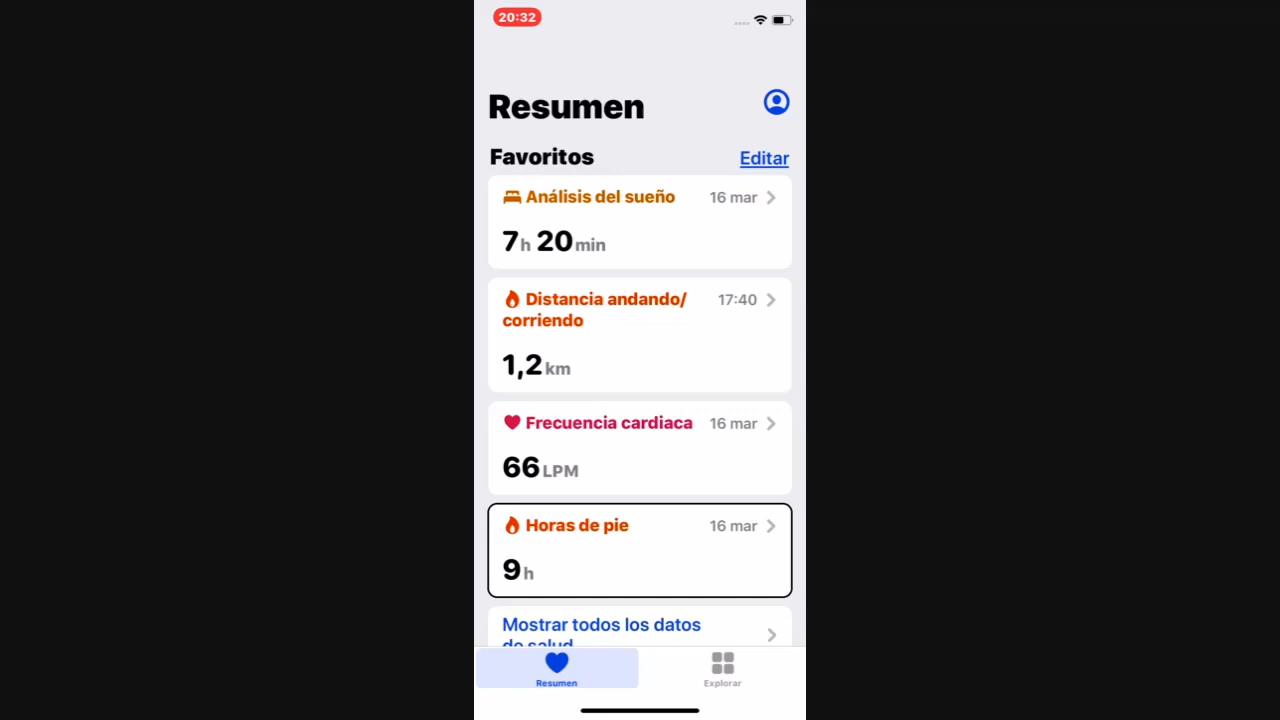 20:32
Resumen
Favoritos
Editar
Análisis del sueño
16 mar
7 h 20 min
Distancia andando/
corriendo
17:40
1,2 km
Frecuencia cardiaca
16 mar
66 LPM
Horas de pie
16 mar
9 h
Mostrar todos los datos
de salud
Resumen
Explorar